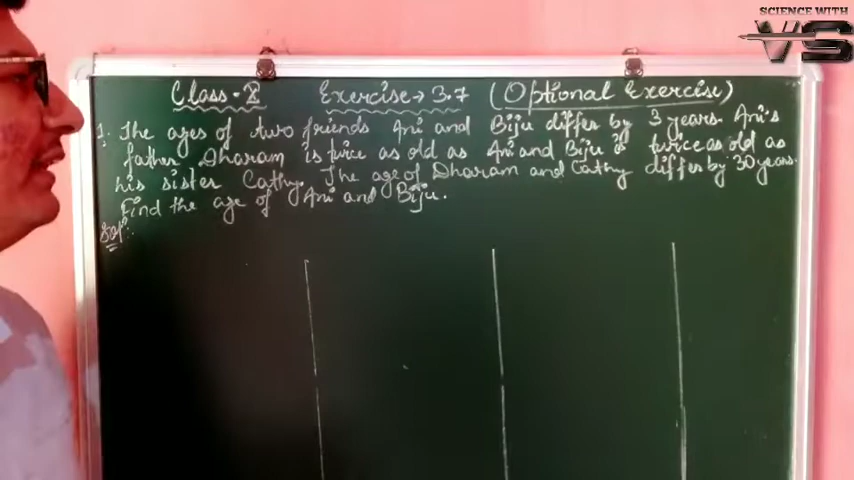 SCIENCE WITH
VS
Class - X Exercise → 3.7 (Optional Exercise)
1. The ages of two friends Ani and Biju differ by 3 years. Ani's
father Dharam is twice as old as Ani and Biju is twice as old as
his sister Cathy. The age of Dharam and Cathy differ by 30 years.
Find the age of Ani and Biju.
Solⁿ: